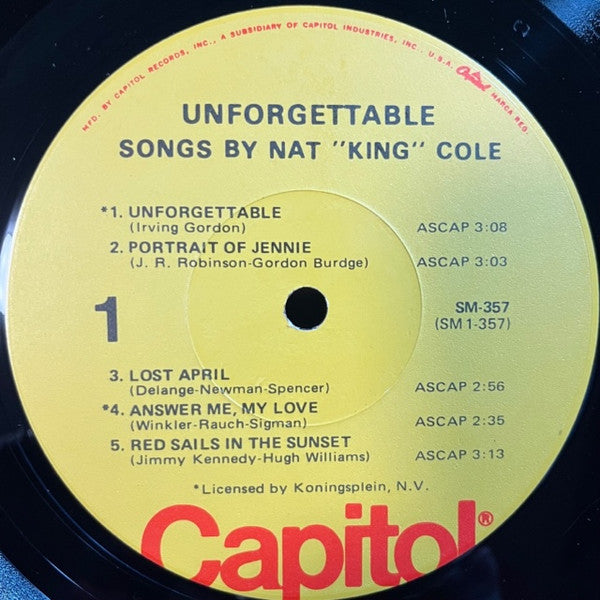 MFD. BY CAPITOL RECORDS, INC., A SUBSIDIARY OF CAPITOL INDUSTRIES, INC., U.S.A. Capitol MARCA REG.
UNFORGETTABLE
SONGS BY NAT "KING" COLE
*1. UNFORGETTABLE
(Irving Gordon) ASCAP 3:08
2. PORTRAIT OF JENNIE
(J. R. Robinson-Gordon Burdge) ASCAP 3:03
1
SM-357
(SM1-357)
3. LOST APRIL
(Delange-Newman-Spencer) ASCAP 2:56
*4. ANSWER ME, MY LOVE
(Winkler-Rauch-Sigman) ASCAP 2:35
5. RED SAILS IN THE SUNSET
(Jimmy Kennedy-Hugh Williams) ASCAP 3:13
*Licensed by Koningsplein, N.V.
Capitol®